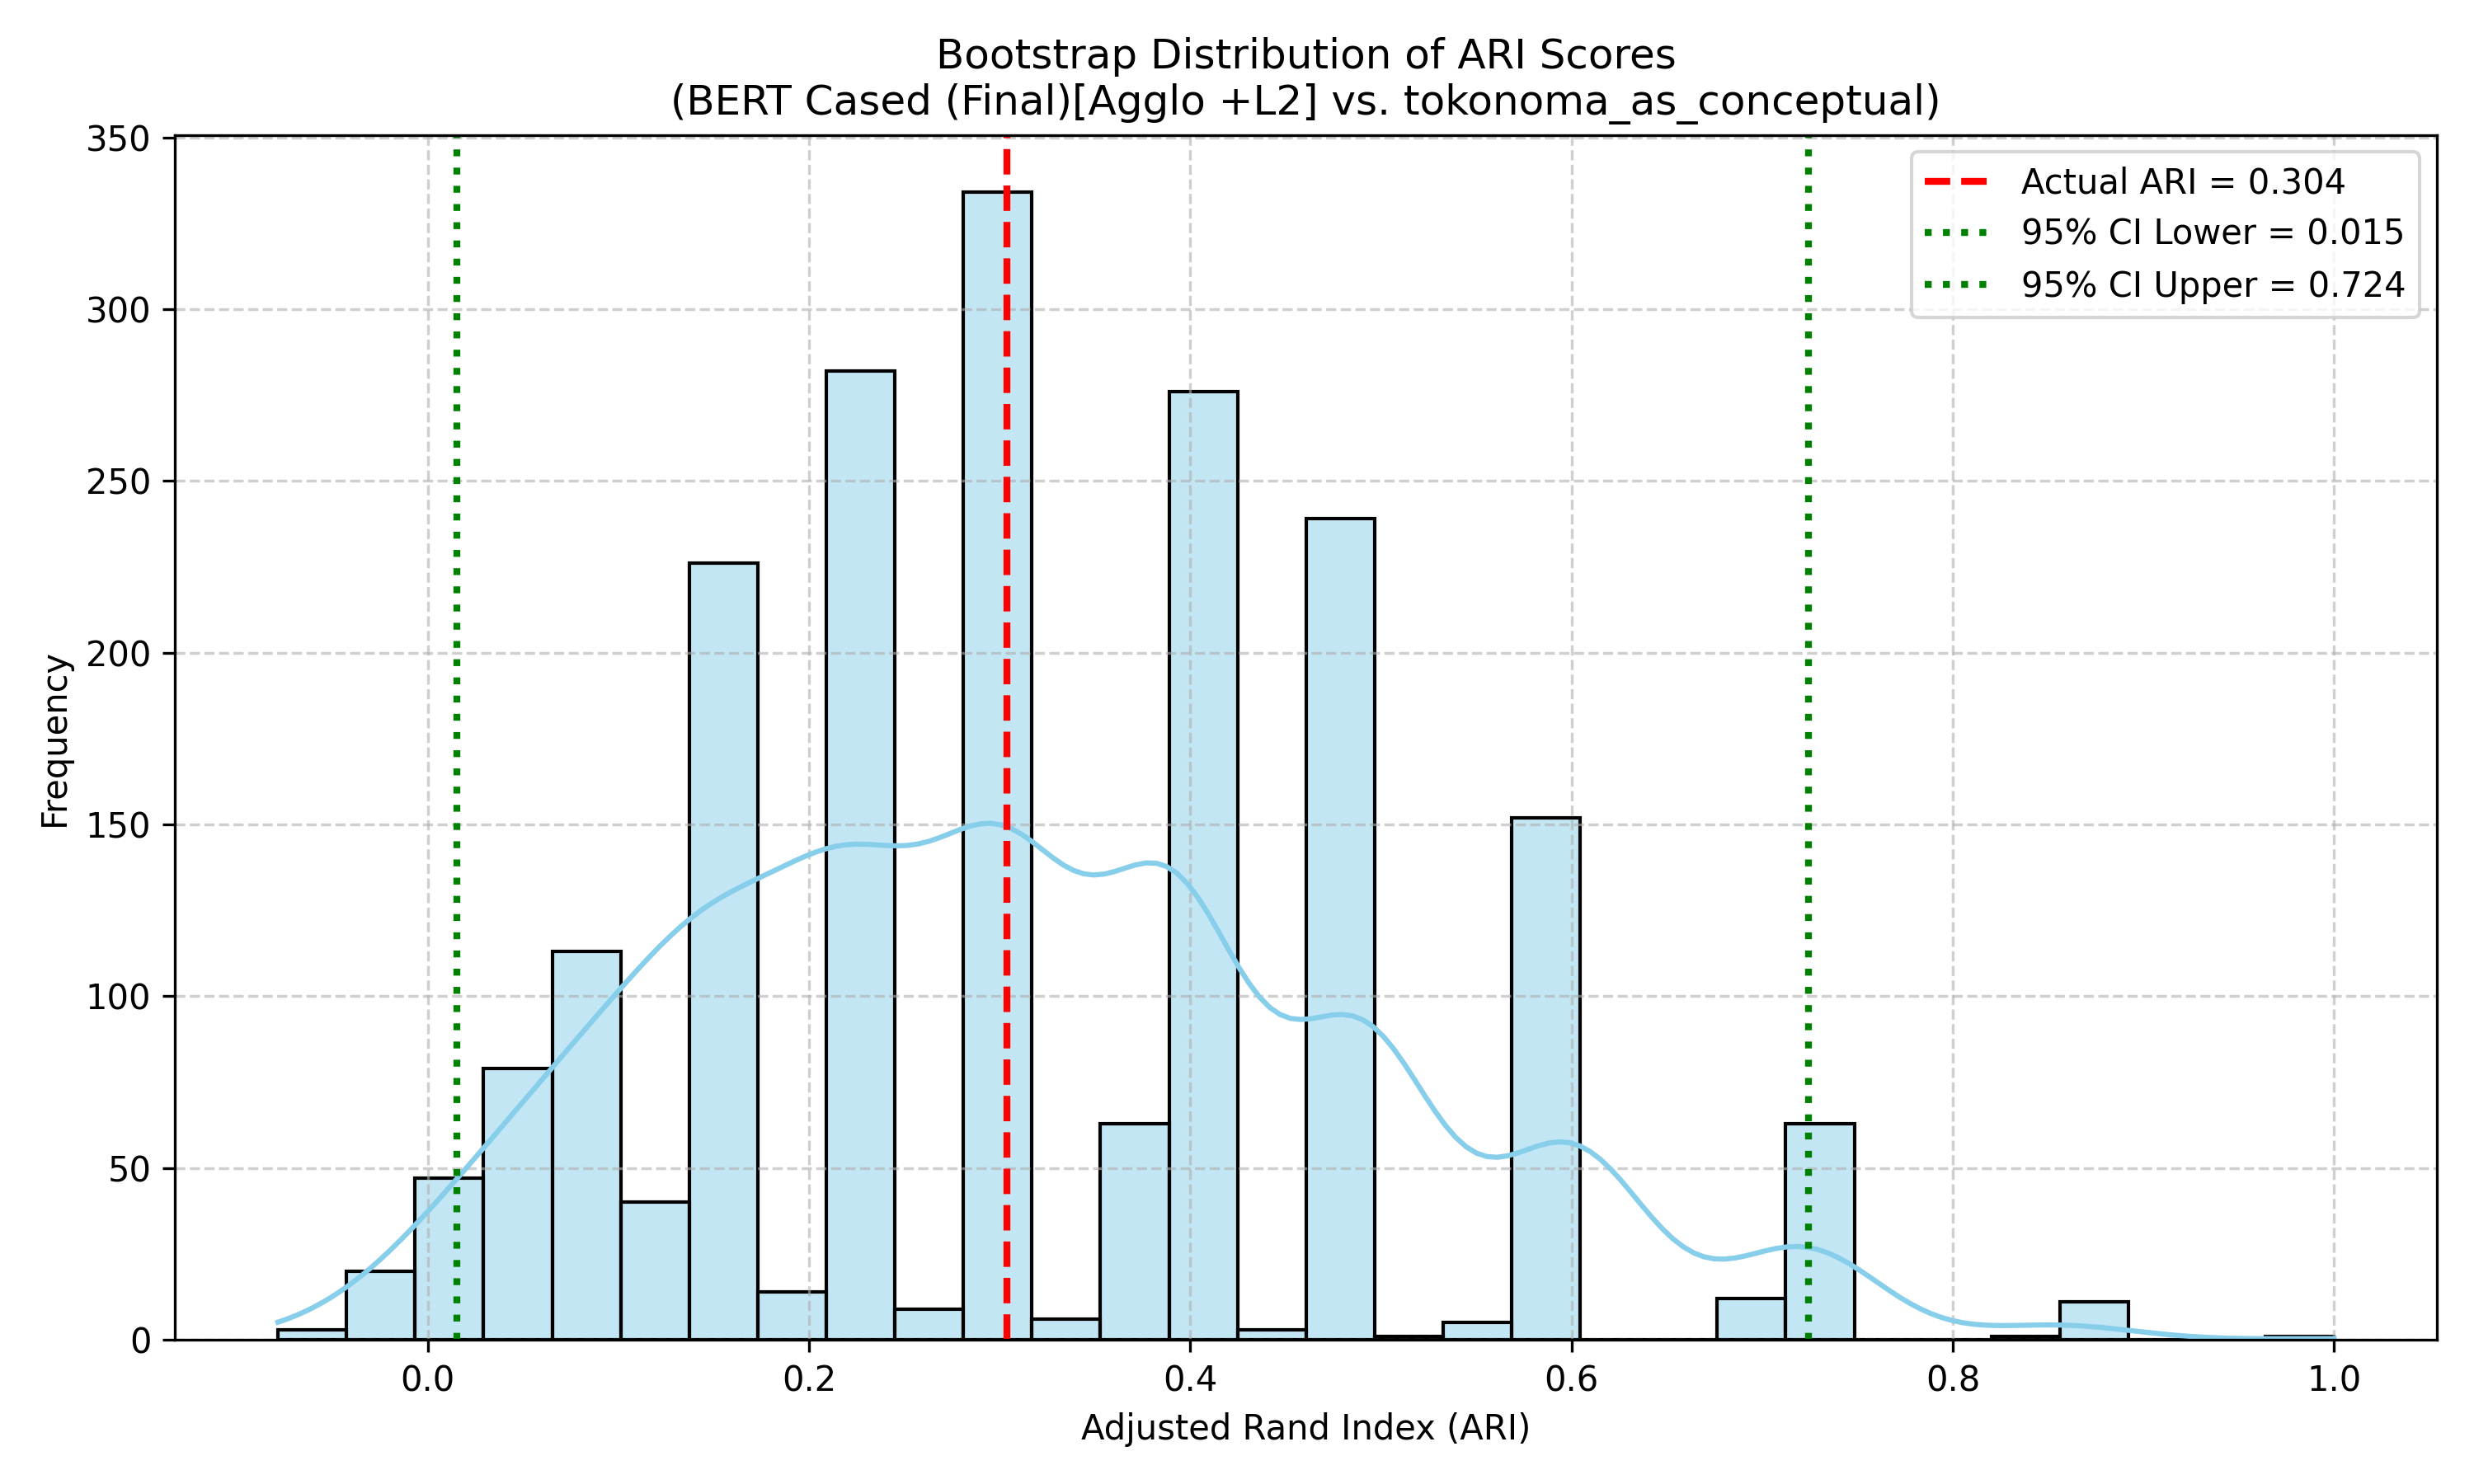 Bootstrap Distribution of ARI Scores
(BERT Cased (Final)[Agglo +L2] vs. tokonoma_as_conceptual)
Actual ARI = 0.304
95% CI Lower = 0.015
95% CI Upper = 0.724
Frequency
350
300
250
200
150
100
50
0
0.0 0.2 0.4 0.6 0.8 1.0
Adjusted Rand Index (ARI)